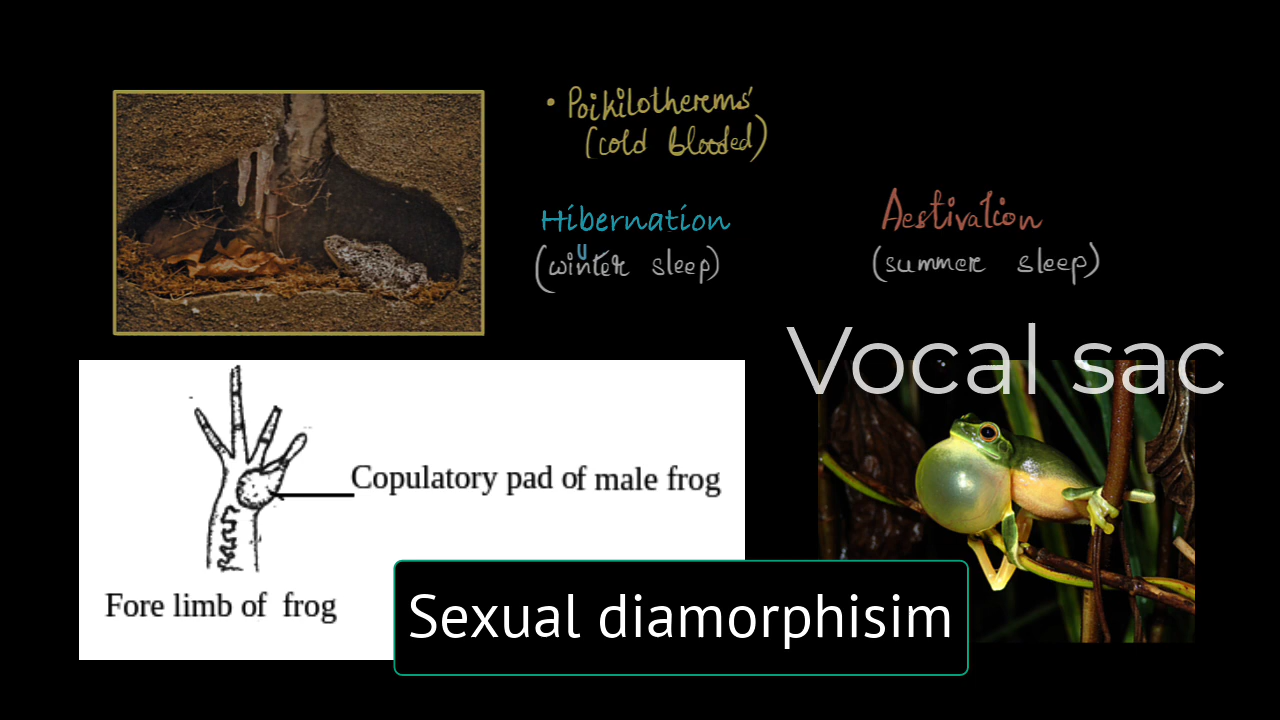 • Poikilotherems'
(cold blooded)
Hibernation
(winter sleep)
Aestivation
(summer sleep)
Vocal sac
Copulatory pad of male frog
Fore limb of frog
Sexual diamorphisim